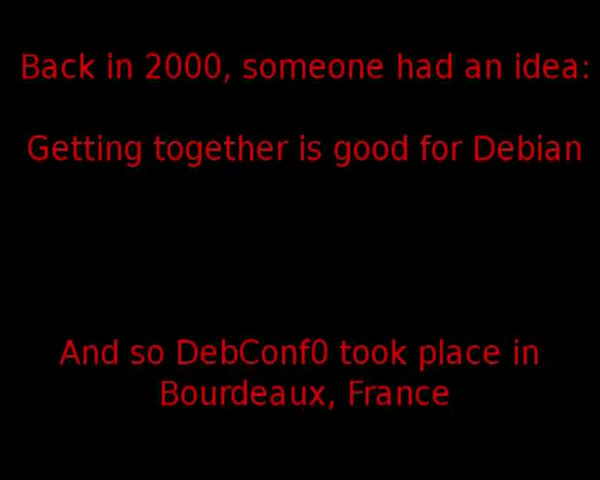 Back in 2000, someone had an idea:
Getting together is good for Debian
And so DebConf0 took place in
Bourdeaux, France